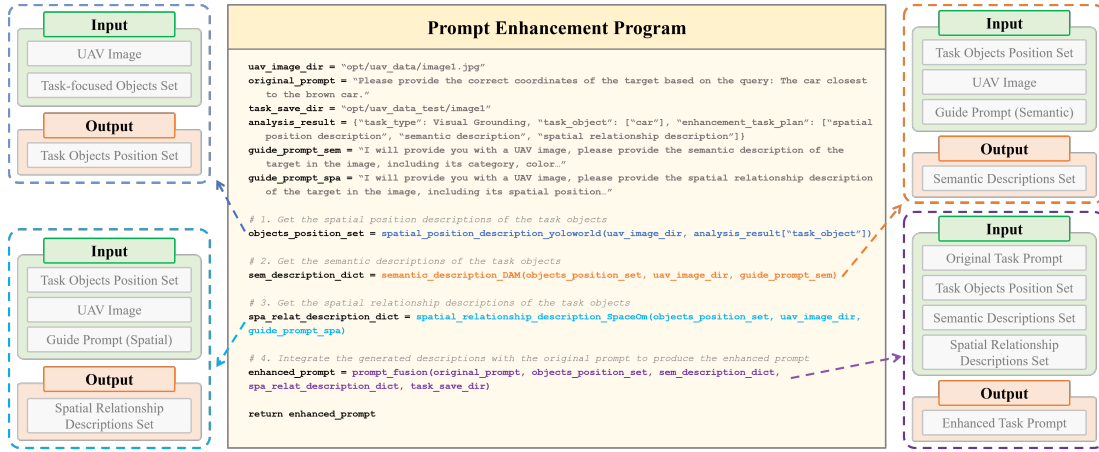 Input
UAV Image
Task-focused Objects Set
Output
Task Objects Position Set
Input
Task Objects Position Set
UAV Image
Guide Prompt (Spatial)
Output
Spatial Relationship
Descriptions Set
Prompt Enhancement Program
uav_image_dir = “opt/uav_data/image1.jpg”
original_prompt = “Please provide the correct coordinates of the target based on the query: The car closest
to the brown car.”
task_save_dir = “opt/uav_data_test/image1”
analysis_result = {“task_type”: Visual Grounding, “task_object”: [“car”], “enhancement_task_plan”: [“spatial
position description”, “semantic description”, “spatial relationship description”]}
guide_prompt_sem = “I will provide you with a UAV image, please provide the semantic description of the
target in the image, including its category, color…”
guide_prompt_spa = “I will provide you with a UAV image, please provide the spatial relationship description
of the target in the image, including its spatial position…”
# 1. Get the spatial position descriptions of the task objects
objects_position_set = spatial_position_description_yoloworld(uav_image_dir, analysis_result[“task_object”])
# 2. Get the semantic descriptions of the task objects
sem_description_dict = semantic_description_DAM(objects_position_set, uav_image_dir, guide_prompt_sem)
# 3. Get the spatial relationship descriptions of the task objects
spa_relat_description_dict = spatial_relationship_description_SpaceOm(objects_position_set, uav_image_dir,
guide_prompt_spa)
# 4. Integrate the generated descriptions with the original prompt to produce the enhanced prompt
enhanced_prompt = prompt_fusion(original_prompt, objects_position_set, sem_description_dict,
spa_relat_description_dict, task_save_dir)
return enhanced_prompt
Input
Task Objects Position Set
UAV Image
Guide Prompt (Semantic)
Output
Semantic Descriptions Set
Input
Original Task Prompt
Task Objects Position Set
Semantic Descriptions Set
Spatial Relationship
Descriptions Set
Output
Enhanced Task Prompt